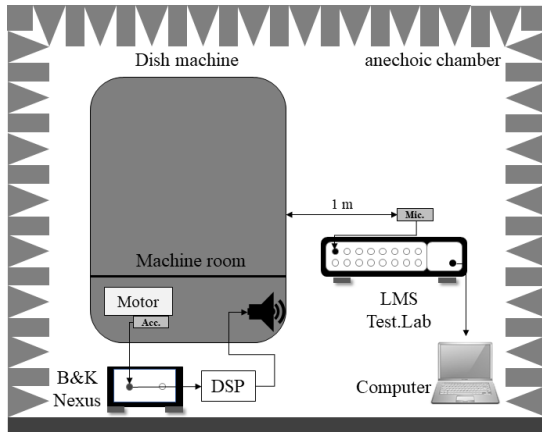 Dish machine
anechoic chamber
1 m
Mic.
Machine room
Motor
Acc.
LMS
Test.Lab
B&K
Nexus
DSP
Computer